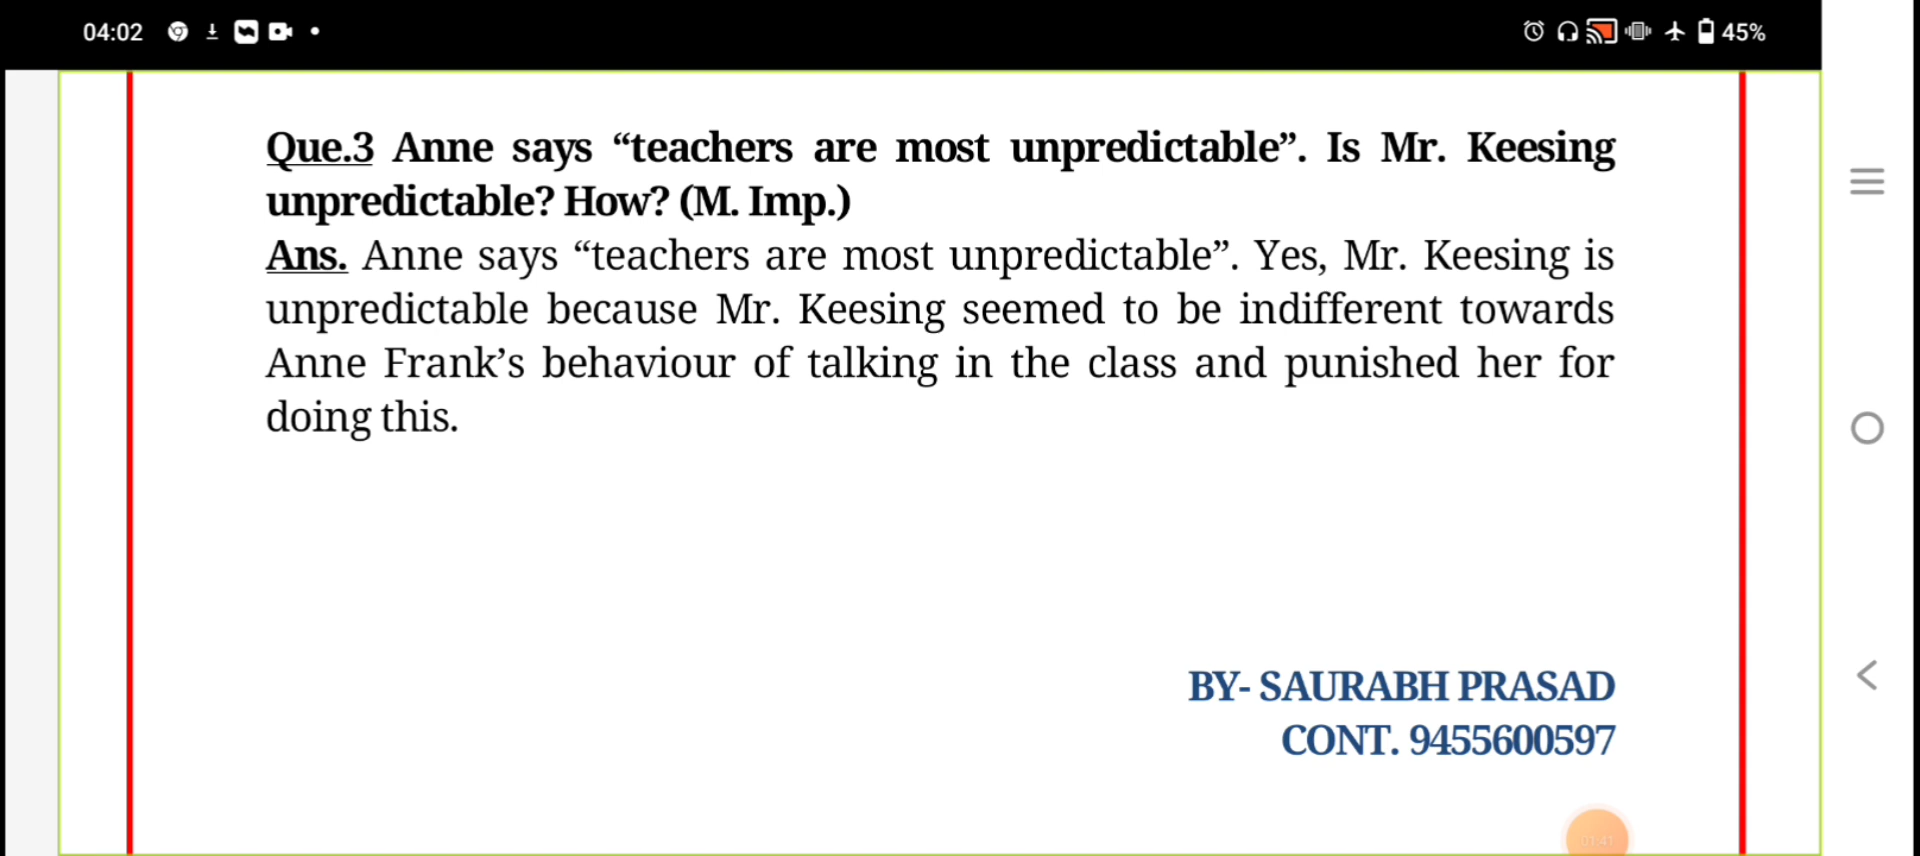 04:02
45%
Que.3 Anne says “teachers are most unpredictable”. Is Mr. Keesing
unpredictable? How? (M. Imp.)
Ans. Anne says “teachers are most unpredictable”. Yes, Mr. Keesing is
unpredictable because Mr. Keesing seemed to be indifferent towards
Anne Frank’s behaviour of talking in the class and punished her for
doing this.
BY- SAURABH PRASAD
CONT. 9455600597
01:41